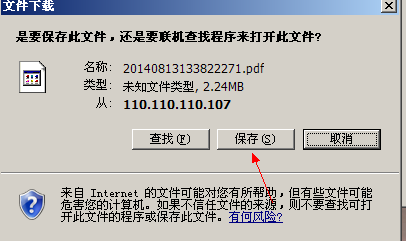 文件下载
是要保存此文件，还是要联机查找程序来打开此文件?
名称: 20140813133822271.pdf
类型: 未知文件类型, 2.24MB
从: 110.110.110.107
查找(F) 保存(S) 取消
来自 Internet 的文件可能对您有所帮助，但有些文件可能
危害您的计算机。如果不信任文件的来源，则不要查找可打
开此文件的程序或保存此文件。有何风险?